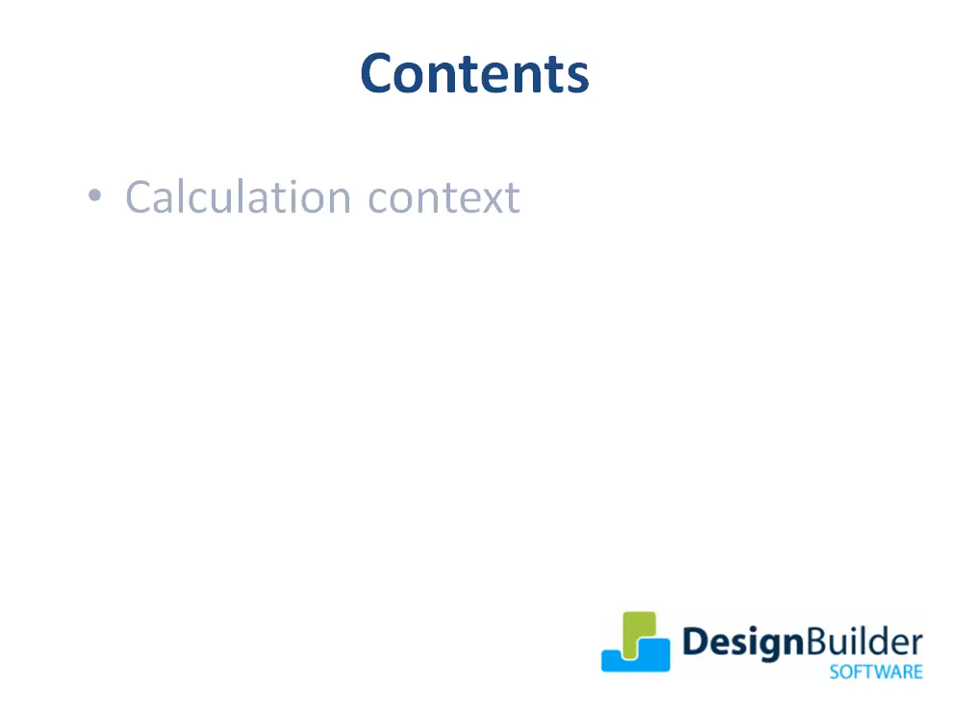 Contents
• Calculation context
DesignBuilder
SOFTWARE